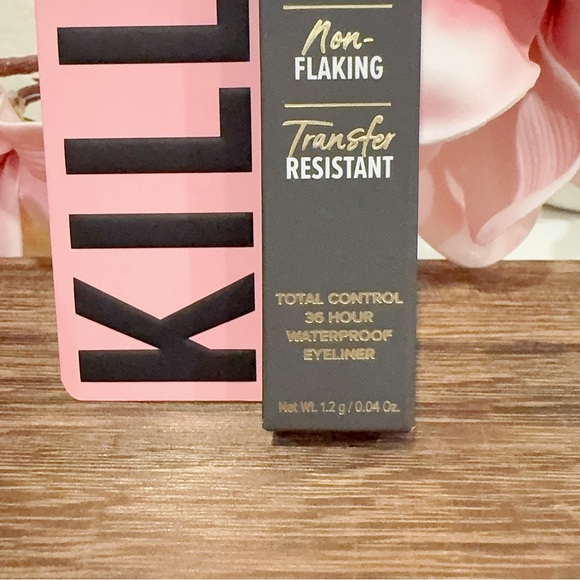 KILL
Non-
FLAKING
Transfer
RESISTANT
TOTAL CONTROL
36 HOUR
WATERPROOF
EYELINER
Net Wt. 1.2 g / 0.04 Oz.